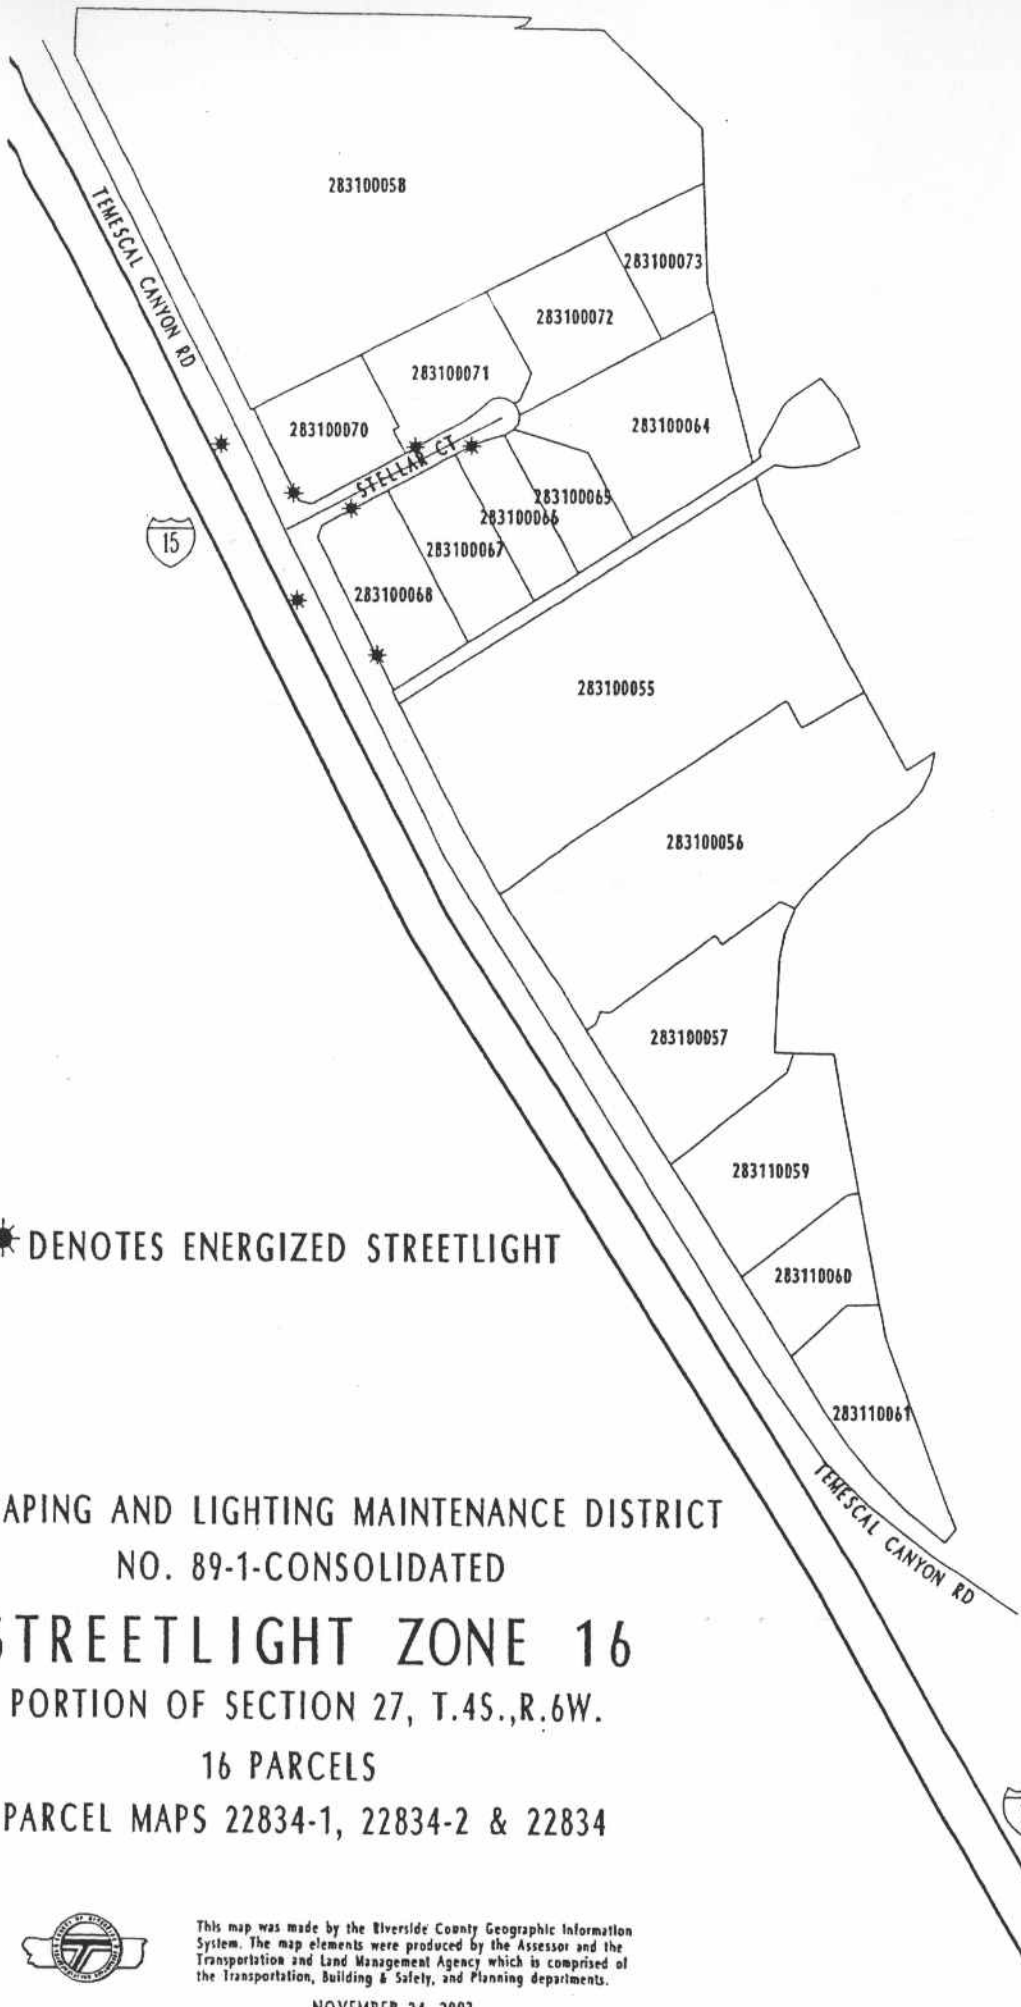 283100058
TEMESCAL CANYON RD
283100073
283100072
283100071
283100070
283100064
STELLAR CT
283100065
283100066
15
283100067
283100068
283100055
283100056
283100057
283110059
DENOTES ENERGIZED STREETLIGHT
283110060
283110061
TEMESCAL CANYON RD
APING AND LIGHTING MAINTENANCE DISTRICT
NO. 89-1-CONSOLIDATED
STREETLIGHT ZONE 16
PORTION OF SECTION 27, T.4S.,R.6W.
16 PARCELS
PARCEL MAPS 22834-1, 22834-2 & 22834
This map was made by the Riverside County Geographic Information
System. The map elements were produced by the Assessor and the
Transportation and Land Management Agency which is comprised of
the Transportation, Building & Safety, and Planning departments.
NOVEMBER 24, 2003